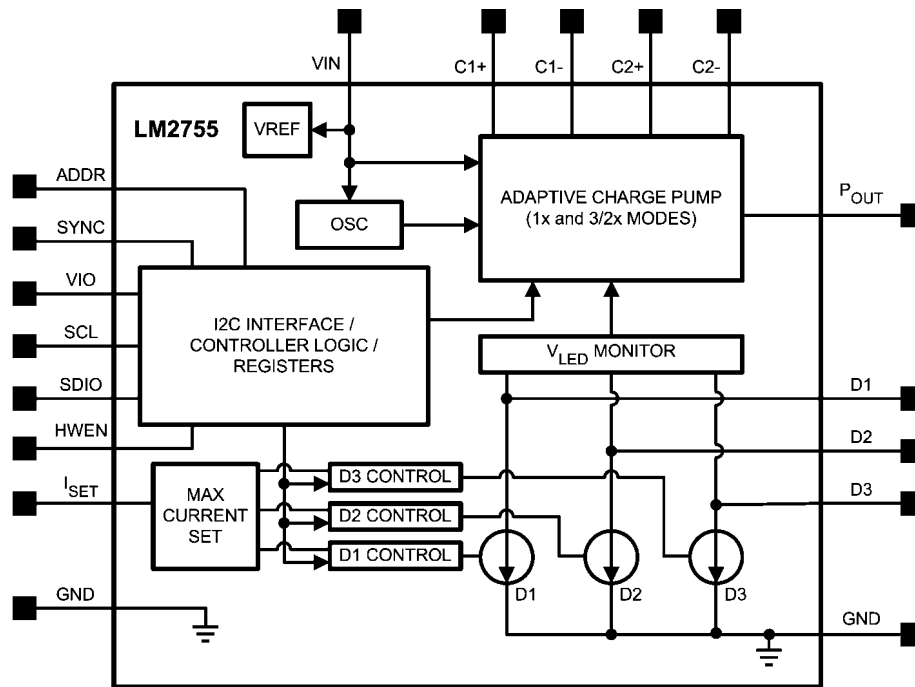 VIN
C1+
C1-
C2+
C2-
LM2755
VREF
ADDR
ADAPTIVE CHARGE PUMP
(1x and 3/2x MODES)
POUT
OSC
SYNC
VIO
I2C INTERFACE /
CONTROLLER LOGIC /
REGISTERS
SCL
VLED MONITOR
SDIO
D1
HWEN
D2
ISET
MAX
CURRENT
SET
D3 CONTROL
D3
D2 CONTROL
D1 CONTROL
D1
D2
D3
GND
GND